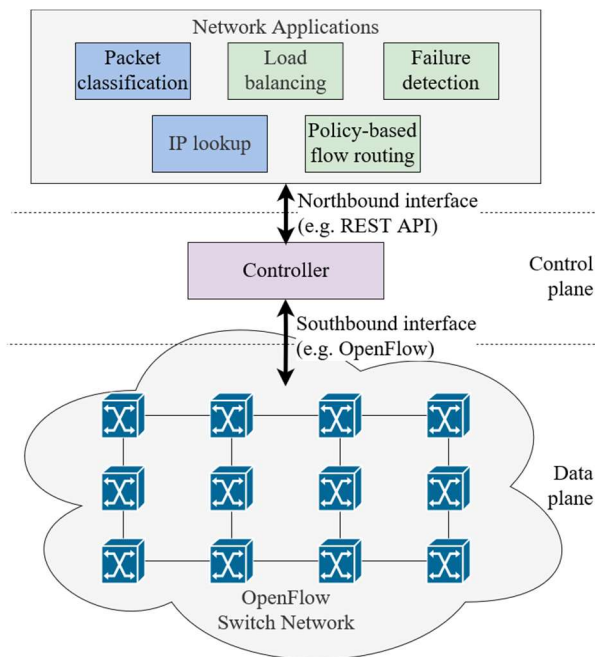 Network Applications
Packet
classification
Load
balancing
Failure
detection
IP lookup
Policy-based
flow routing
Northbound interface
(e.g. REST API)
Controller
Control
plane
Southbound interface
(e.g. OpenFlow)
Data
plane
OpenFlow
Switch Network